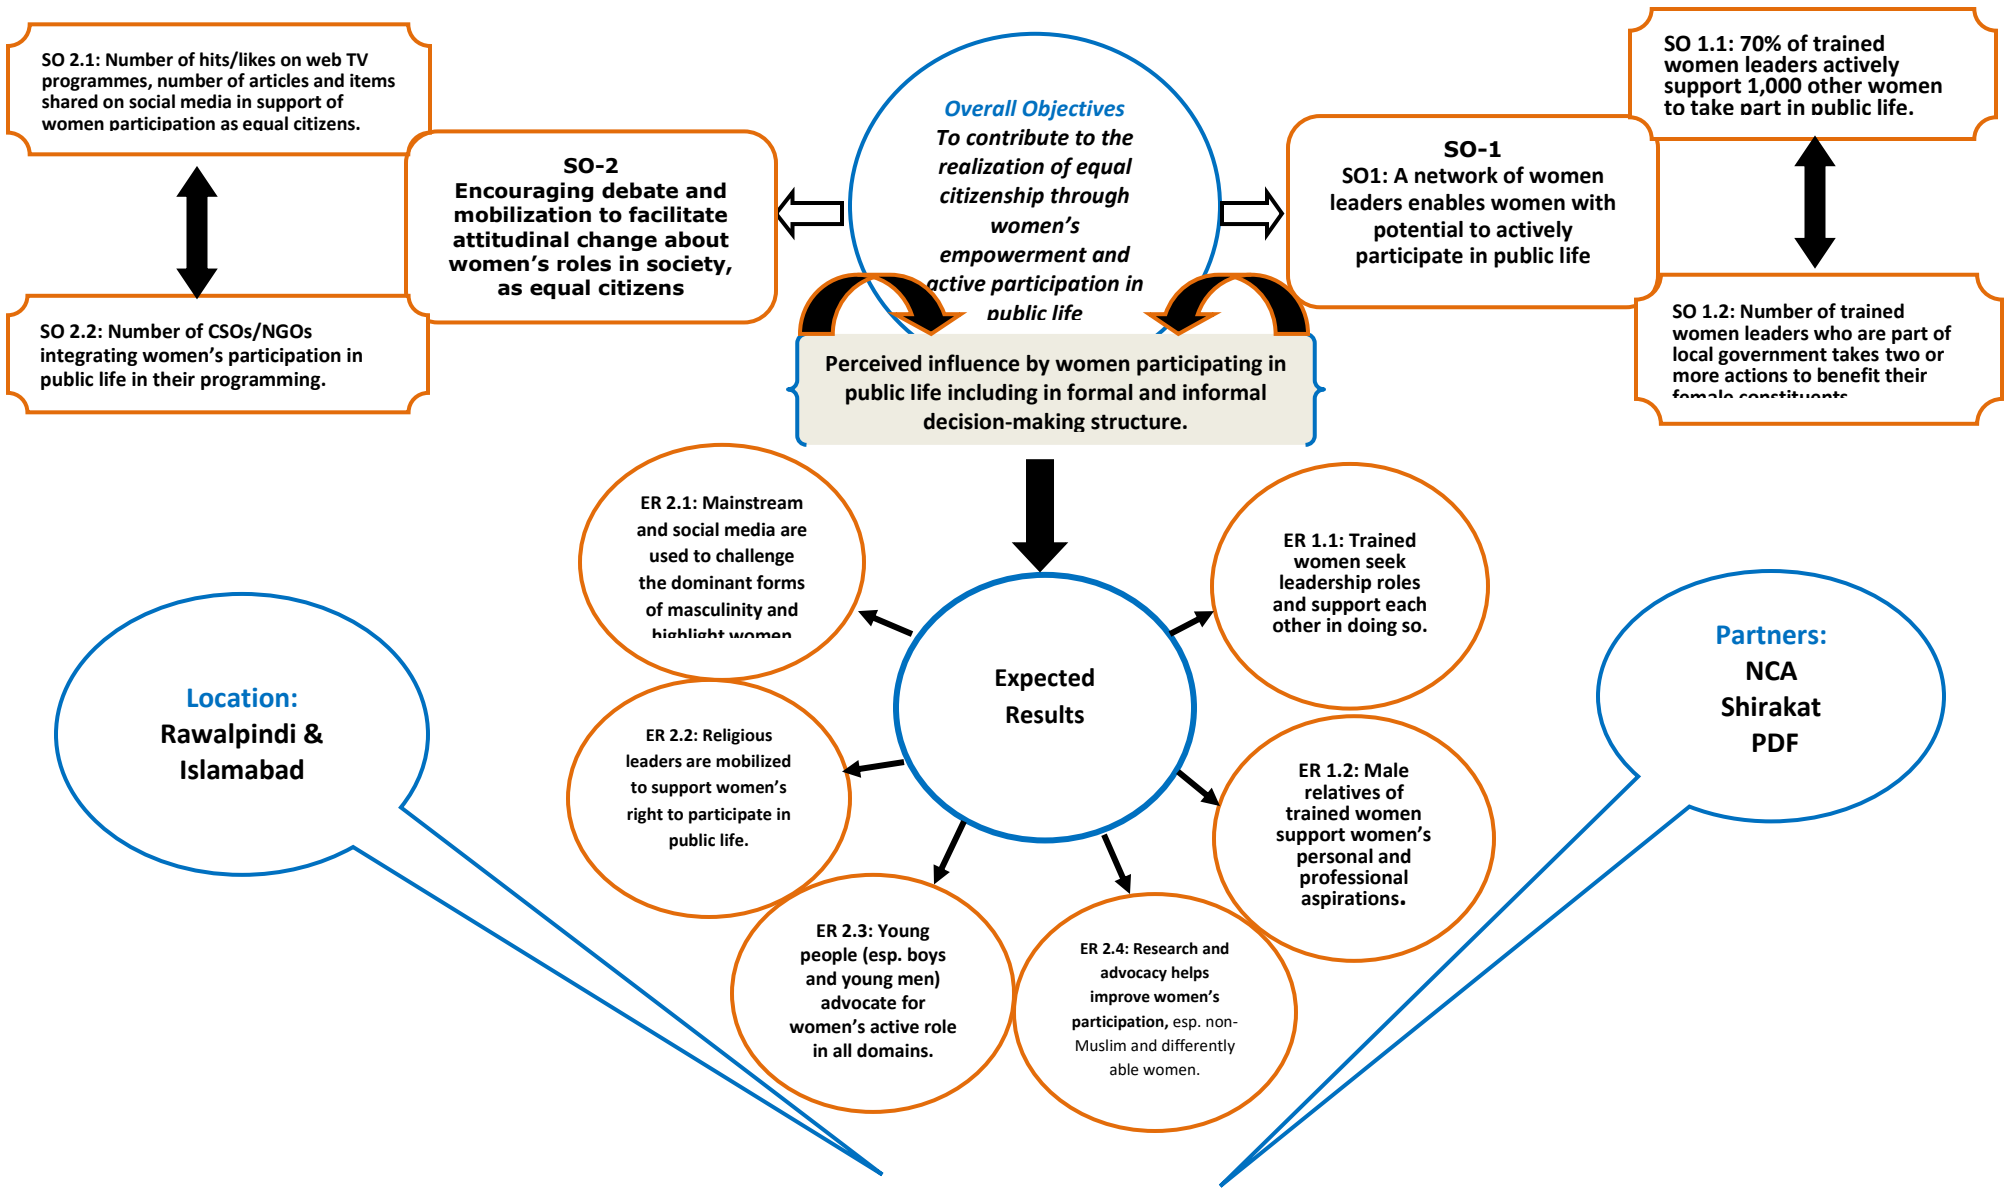 SO 2.1: Number of hits/likes on web TV
programmes, number of articles and items
shared on social media in support of
women participation as equal citizens.
SO-2
Encouraging debate and
mobilization to facilitate
attitudinal change about
women's roles in society,
as equal citizens
SO 2.2: Number of CSOs/NGOs
integrating women's participation in
public life in their programming.
Overall Objectives
To contribute to the
realization of equal
citizenship through
women's
empowerment and
active participation in
public life
SO-1
SO1: A network of women
leaders enables women with
potential to actively
participate in public life
SO 1.1: 70% of trained
women leaders actively
support 1,000 other women
to take part in public life.
SO 1.2: Number of trained
women leaders who are part of
local government takes two or
more actions to benefit their
female constituents
Perceived influence by women participating in
public life including in formal and informal
decision-making structure.
ER 2.1: Mainstream
and social media are
used to challenge
the dominant forms
of masculinity and
highlight women
ER 1.1: Trained
women seek
leadership roles
and support each
other in doing so.
Expected
Results
Location:
Rawalpindi &
Islamabad
Partners:
NCA
Shirakat
PDF
ER 2.2: Religious
leaders are mobilized
to support women's
right to participate in
public life.
ER 1.2: Male
relatives of
trained women
support women's
personal and
professional
aspirations.
ER 2.3: Young
people (esp. boys
and young men)
advocate for
women's active role
in all domains.
ER 2.4: Research and
advocacy helps
improve women's
participation, esp. non-
Muslim and differently
able women.